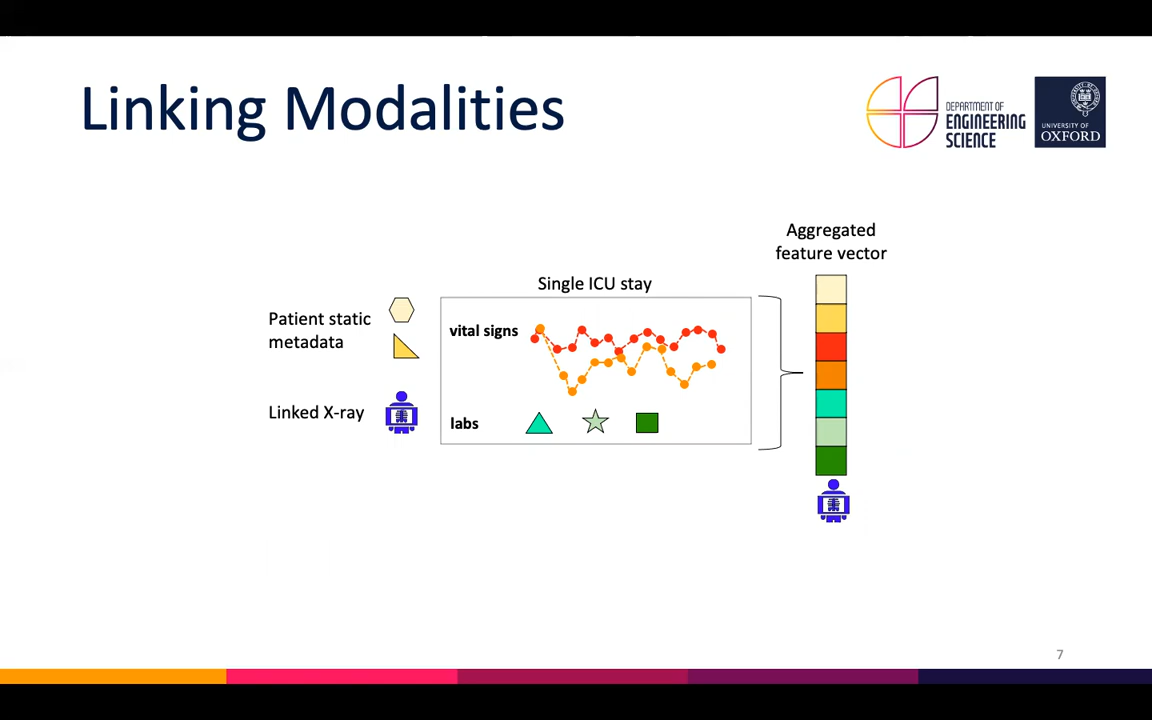 Linking Modalities
DEPARTMENT OF
ENGINEERING
SCIENCE
UNIVERSITY OF
OXFORD
Aggregated
feature vector
Single ICU stay
Patient static
metadata
vital signs
Linked X-ray
labs
7